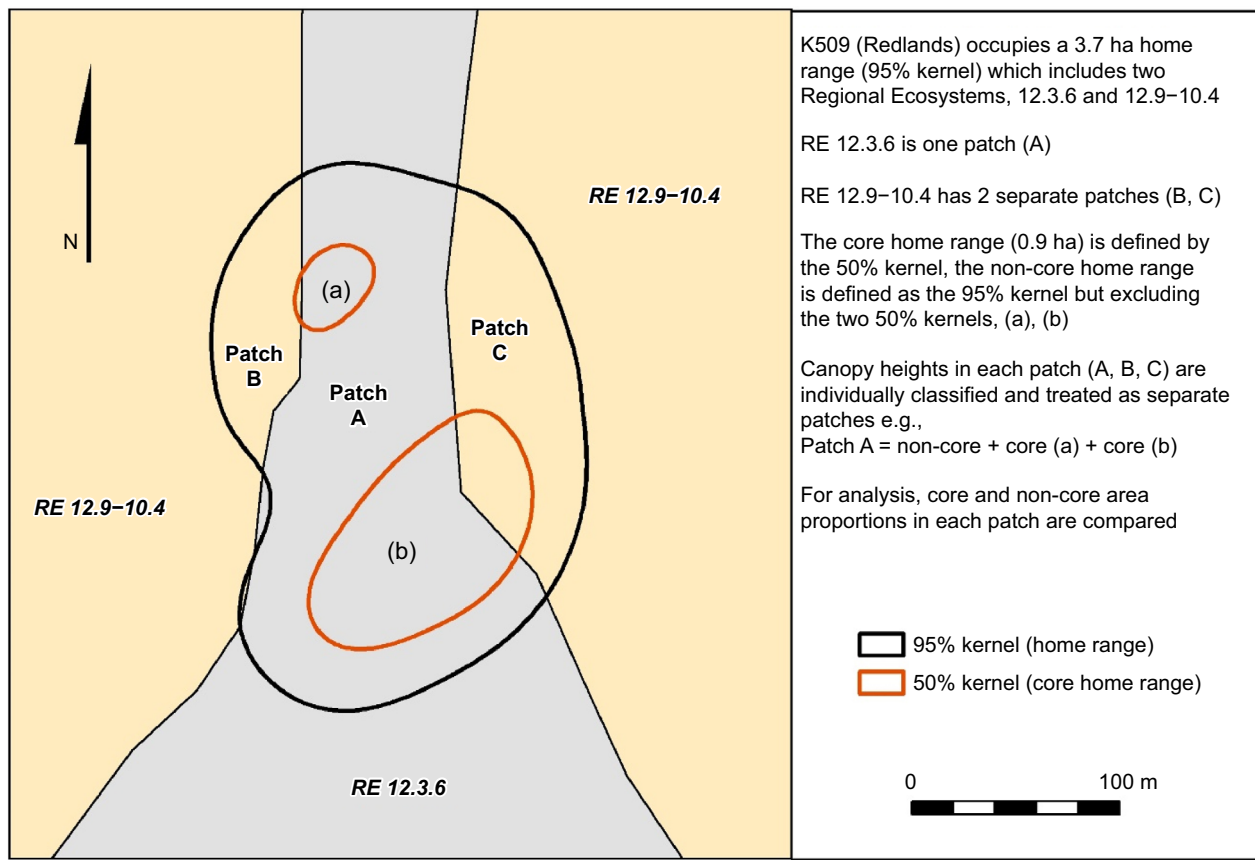 N
RE 12.9−10.4
(a)
Patch
B
Patch
C
Patch
A
RE 12.9−10.4
(b)
RE 12.3.6
K509 (Redlands) occupies a 3.7 ha home
range (95% kernel) which includes two
Regional Ecosystems, 12.3.6 and 12.9−10.4
RE 12.3.6 is one patch (A)
RE 12.9−10.4 has 2 separate patches (B, C)
The core home range (0.9 ha) is defined by
the 50% kernel, the non-core home range
is defined as the 95% kernel but excluding
the two 50% kernels, (a), (b)
Canopy heights in each patch (A, B, C) are
individually classified and treated as separate
patches e.g.,
Patch A = non-core + core (a) + core (b)
For analysis, core and non-core area
proportions in each patch are compared
95% kernel (home range)
50% kernel (core home range)
0 100 m